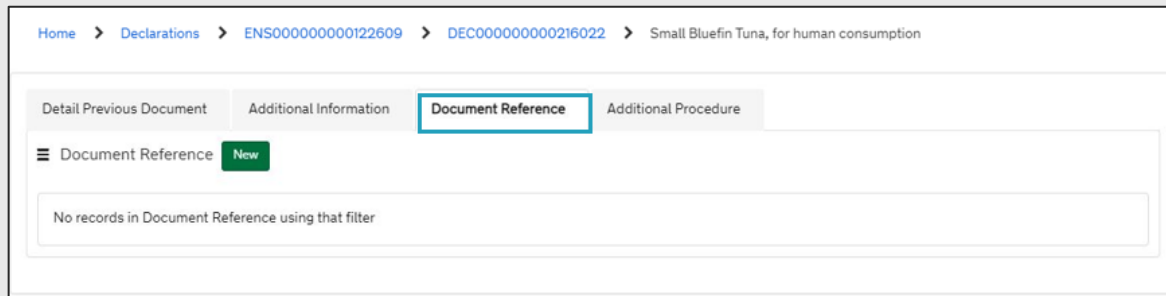 Home > Declarations > ENS000000000122609 > DEC000000000216022 > Small Bluefin Tuna, for human consumption
Detail Previous Document Additional Information Document Reference Additional Procedure
Document Reference New
No records in Document Reference using that filter